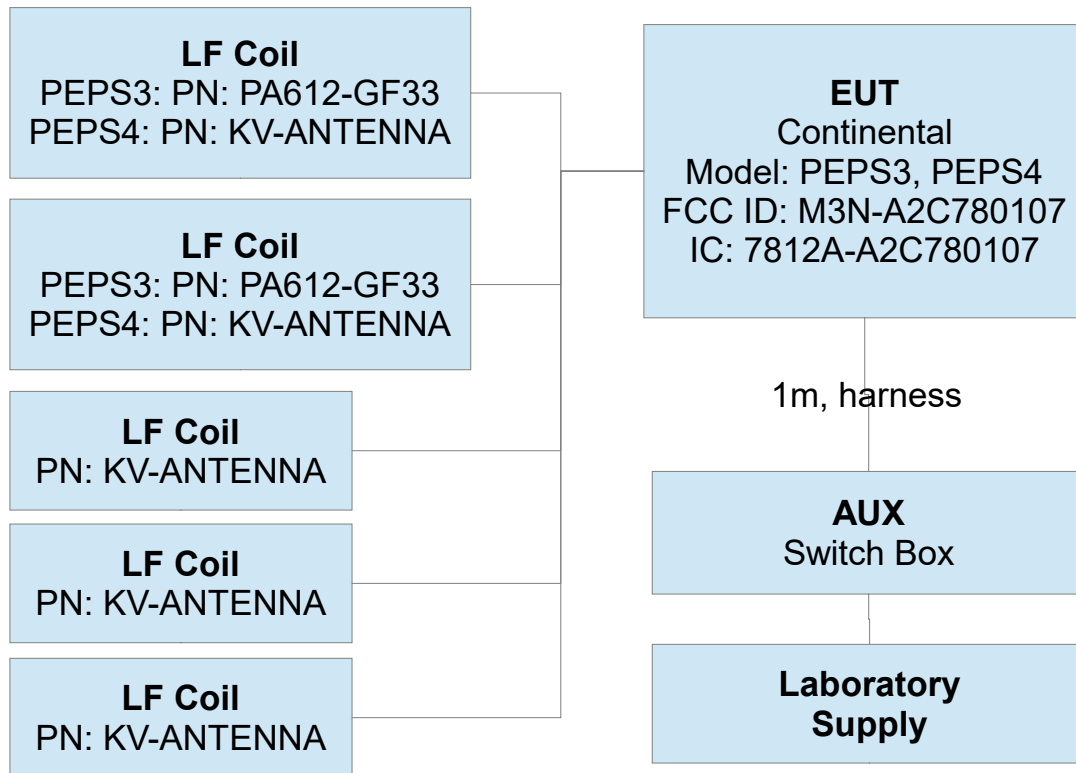 LF Coil
PEPS3: PN: PA612-GF33
PEPS4: PN: KV-ANTENNA
LF Coil
PEPS3: PN: PA612-GF33
PEPS4: PN: KV-ANTENNA
LF Coil
PN: KV-ANTENNA
LF Coil
PN: KV-ANTENNA
LF Coil
PN: KV-ANTENNA
EUT
Continental
Model: PEPS3, PEPS4
FCC ID: M3N-A2C780107
IC: 7812A-A2C780107
1m, harness
AUX
Switch Box
Laboratory
Supply